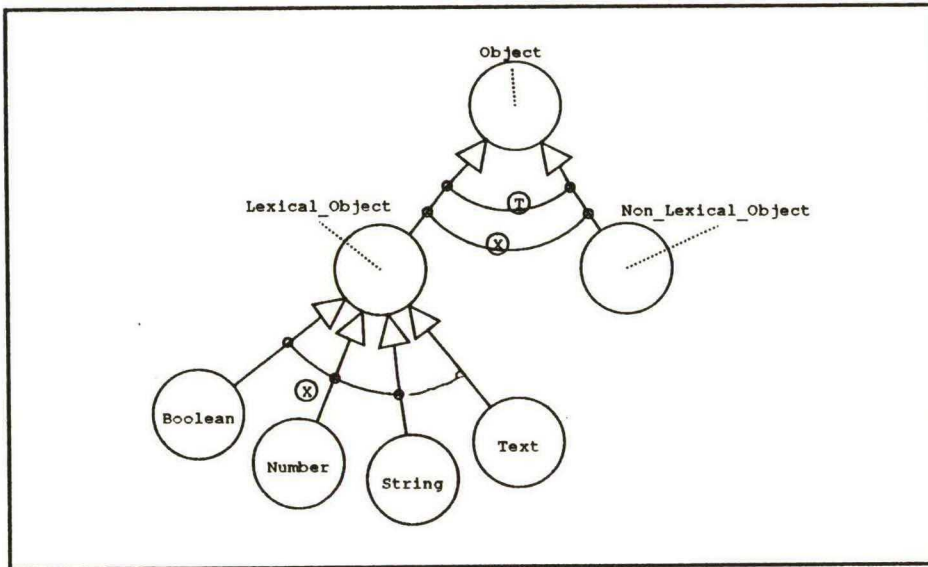 Object
T
Lexical_Object
Non_Lexical_Object
X
X
Boolean
Number
String
Text